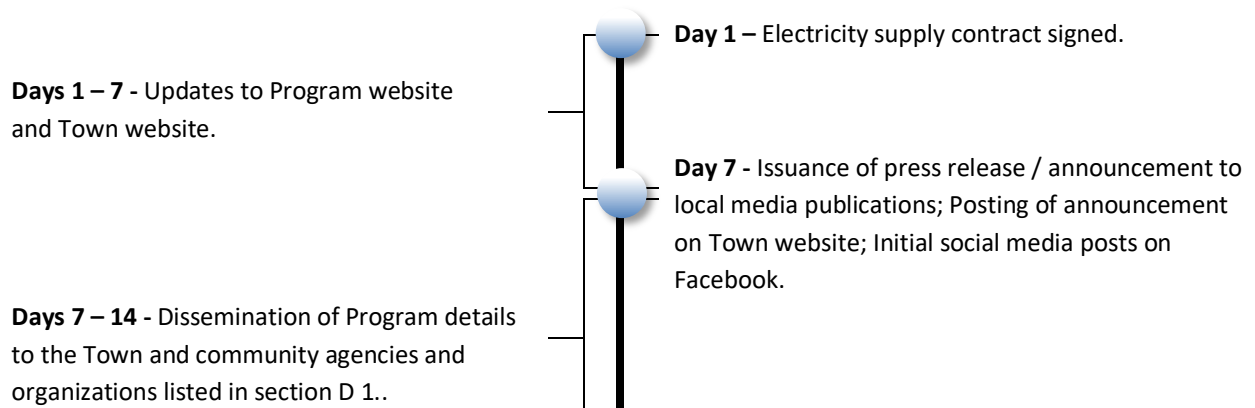 Day 1 – Electricity supply contract signed.
Days 1 – 7 - Updates to Program website
and Town website.
Day 7 - Issuance of press release / announcement to
local media publications; Posting of announcement
on Town website; Initial social media posts on
Facebook.
Days 7 – 14 - Dissemination of Program details
to the Town and community agencies and
organizations listed in section D 1..